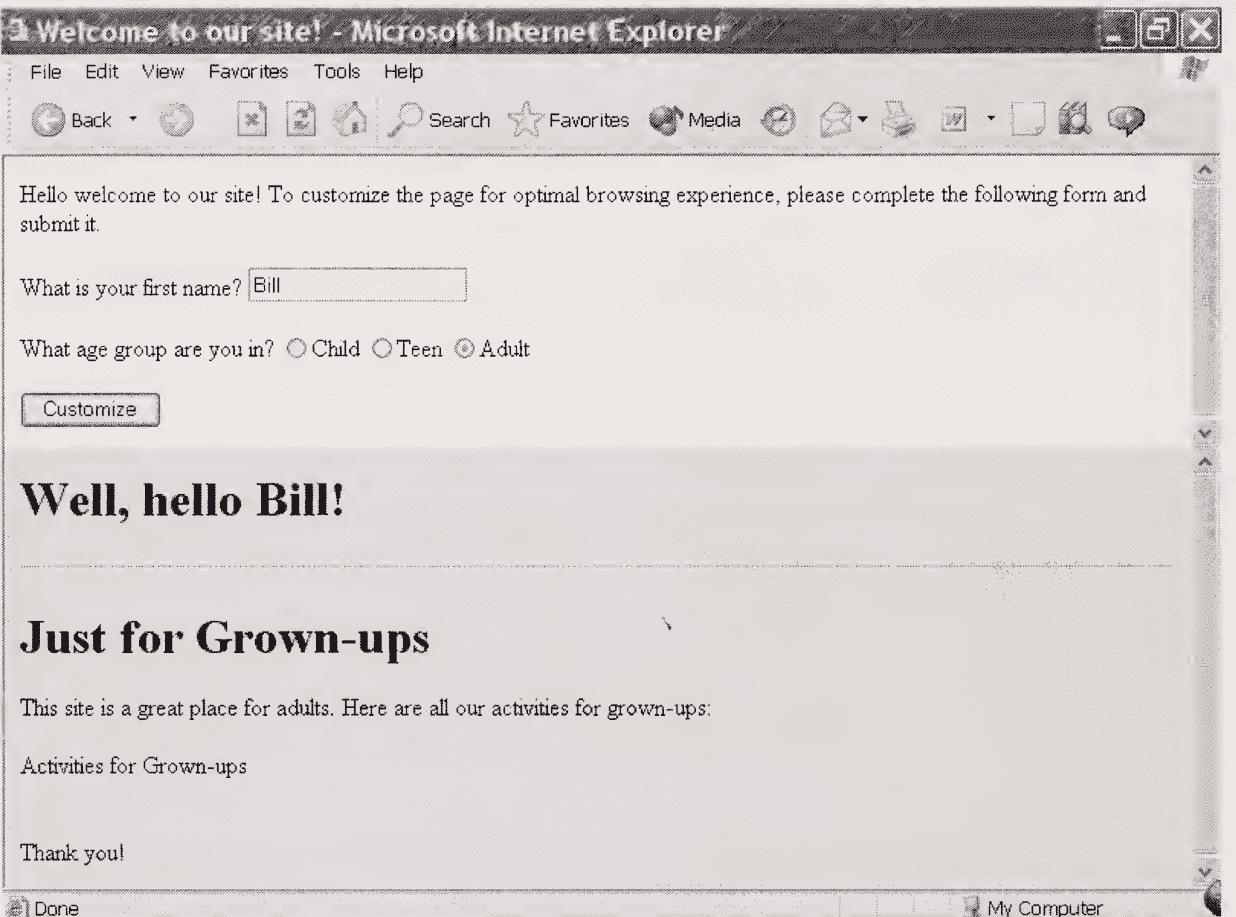 Welcome to our site! - Microsoft Internet Explorer
File Edit View Favorites Tools Help
Back Search Favorites Media
Hello welcome to our site! To customize the page for optimal browsing experience, please complete the following form and
submit it.
What is your first name? Bill
What age group are you in? Child Teen Adult
Customize
Well, hello Bill!
Just for Grown-ups
This site is a great place for adults. Here are all our activities for grown-ups:
Activities for Grown-ups
Thank you!
Done My Computer